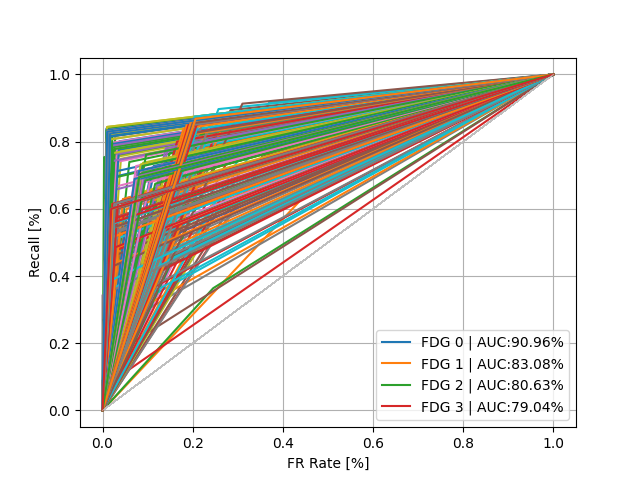 1.0
0.8
0.6
0.4
0.2
0.0
Recall [%]
0.0 0.2 0.4 0.6 0.8 1.0
FR Rate [%]
FDG 0 | AUC:90.96%
FDG 1 | AUC:83.08%
FDG 2 | AUC:80.63%
FDG 3 | AUC:79.04%